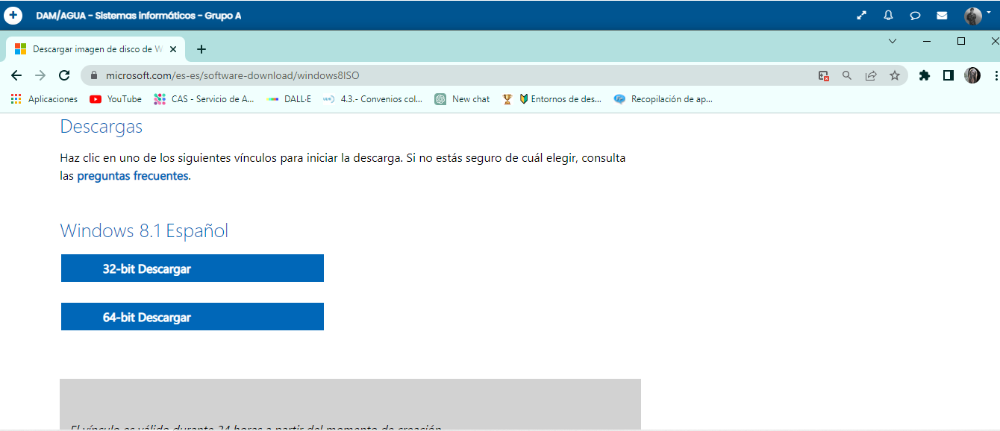 DAM/AGUA - Sistemas informáticos - Grupo A
Descargar imagen de disco de W
microsoft.com/es-es/software-download/windows8ISO
Aplicaciones YouTube CAS - Servicio de A... DALL·E 4.3.- Convenios col... New chat Entornos de des... Recopilación de ap...
Descargas
Haz clic en uno de los siguientes vínculos para iniciar la descarga. Si no estás seguro de cuál elegir, consulta
las preguntas frecuentes.
Windows 8.1 Español
32-bit Descargar
64-bit Descargar
El vínculo es válido durante 24 horas a partir del momento de creación.